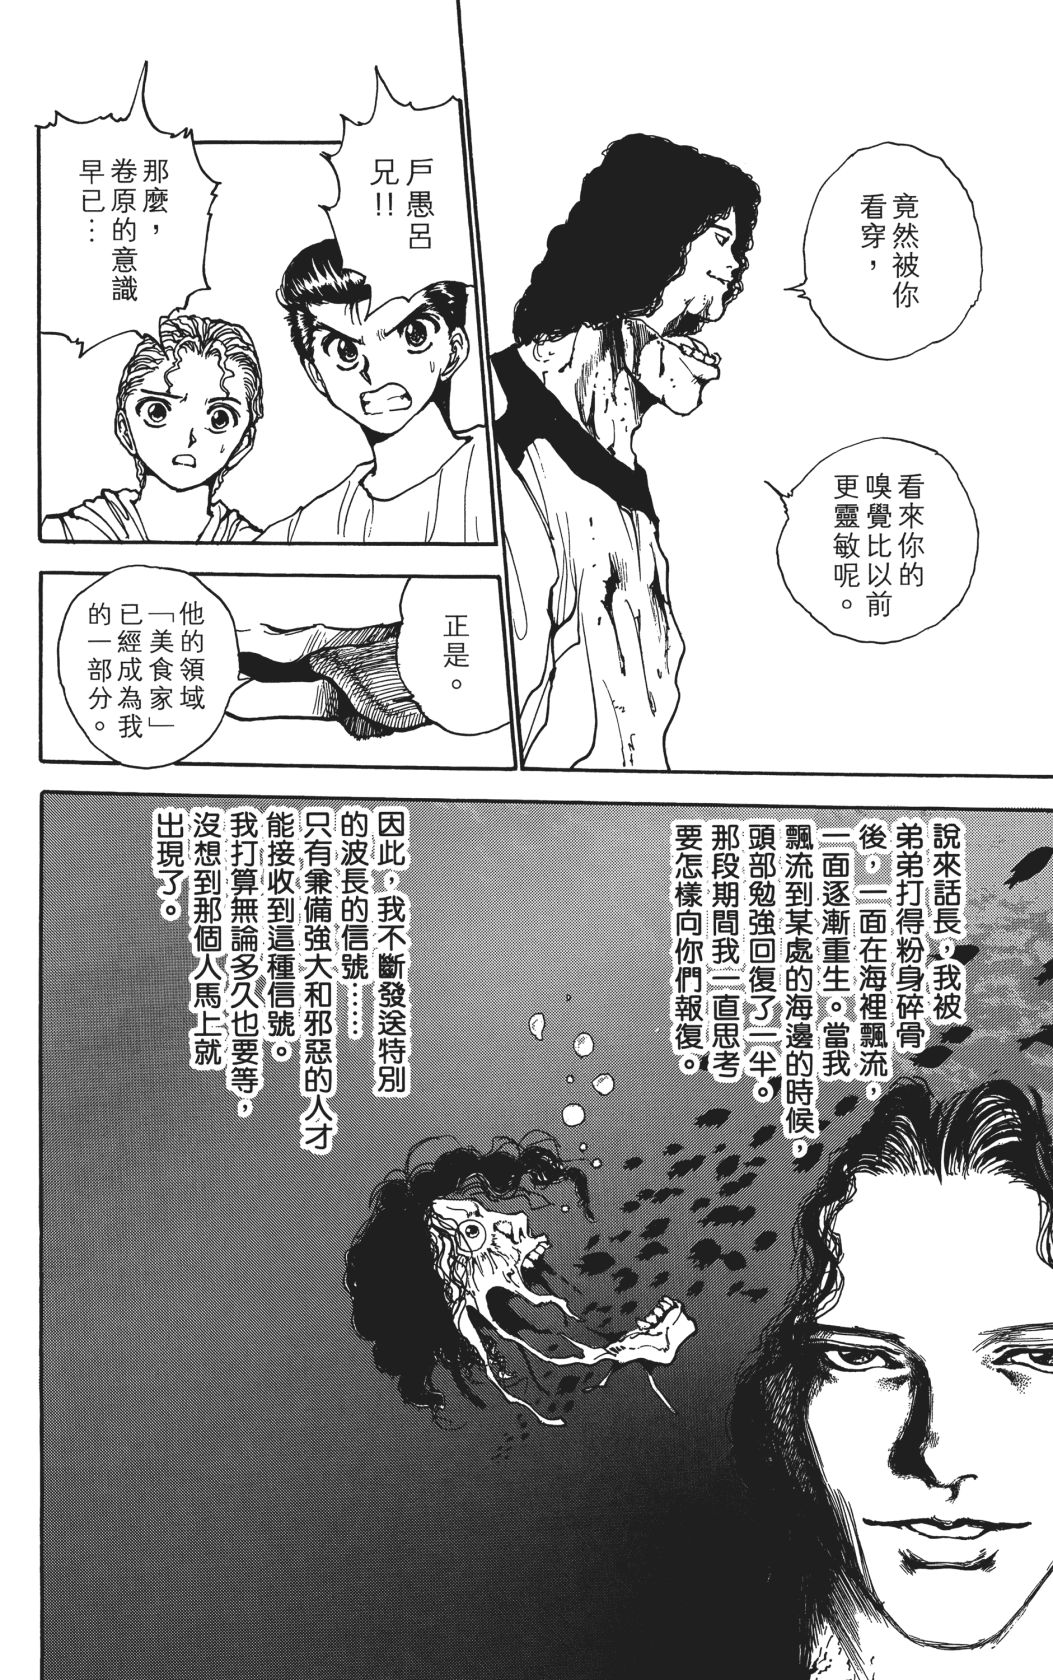 竟然被你
看穿，
看來你的
嗅覺比以前
更靈敏呢。
戶愚呂
兄!!
那麼，
卷原的意識
早已…
正是。
他的領域
「美食家」
已經成為我
的一部分。
說來話長，我被
弟弟打得粉身碎骨
後，一面在海裡飄流，
一面逐漸重生。當我
飄流到某處的海邊的時候，
頭部勉強回復了一半。
那段期間我一直思考
要怎樣向你們報復。
因此，我不斷發送特別
的波長的信號……
只有兼備強大和邪惡的人才
能接收到這種信號。
我打算無論多久也要等，
沒想到那個人馬上就
出現了。